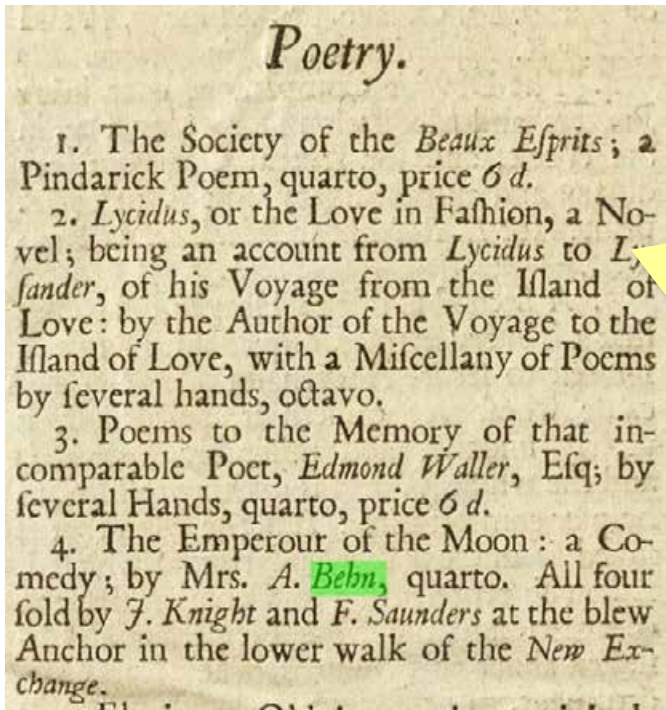 Poetry.
1. The Society of the Beaux Eſprits; a
Pindarick Poem, quarto, price 6 d.
2. Lycidus, or the Love in Faſhion, a No-
vel; being an account from Lycidus to Ly
ſander, of his Voyage from the Iſland of
Love: by the Author of the Voyage to the
Iſland of Love, with a Miſcellany of Poems
by ſeveral hands, octavo.
3. Poems to the Memory of that in-
comparable Poet, Edmond Waller, Eſq; by
ſeveral Hands, quarto, price 6 d.
4. The Emperour of the Moon: a Co-
medy; by Mrs. A. Behn, quarto. All four
ſold by J. Knight and F. Saunders at the blew
Anchor in the lower walk of the New Ex-
change.